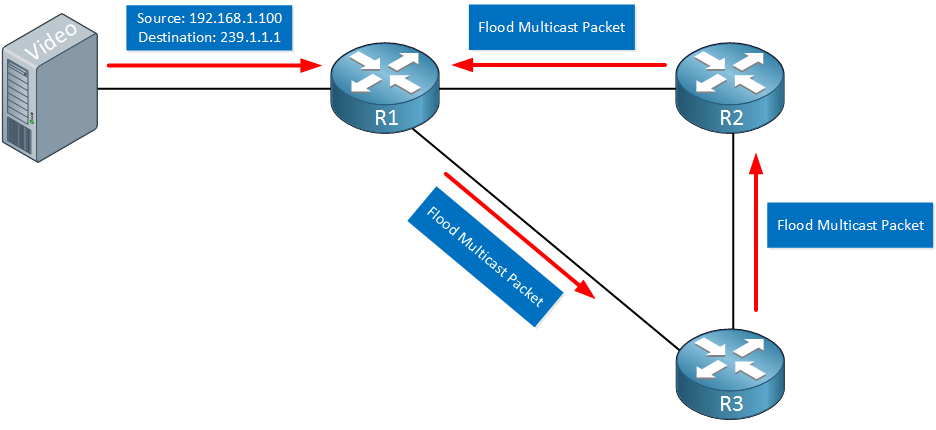 Video
Source: 192.168.1.100
Destination: 239.1.1.1
Flood Multicast Packet
R1
R2
Flood Multicast Packet
Flood Multicast Packet
R3